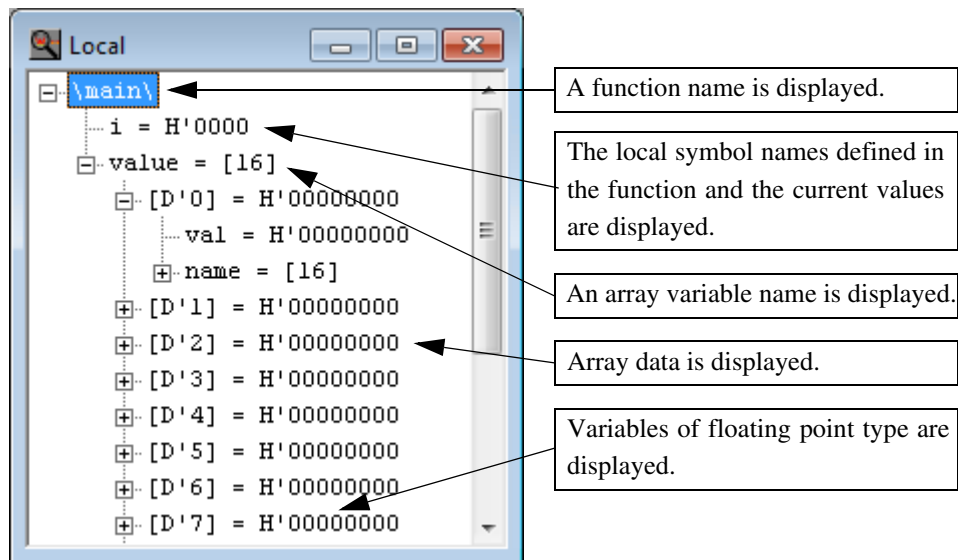 Local
\main\
i = H'0000
value = [16]
[D'0] = H'00000000
val = H'00000000
name = [16]
[D'1] = H'00000000
[D'2] = H'00000000
[D'3] = H'00000000
[D'4] = H'00000000
[D'5] = H'00000000
[D'6] = H'00000000
[D'7] = H'00000000
A function name is displayed.
The local symbol names defined in
the function and the current values
are displayed.
An array variable name is displayed.
Array data is displayed.
Variables of floating point type are
displayed.